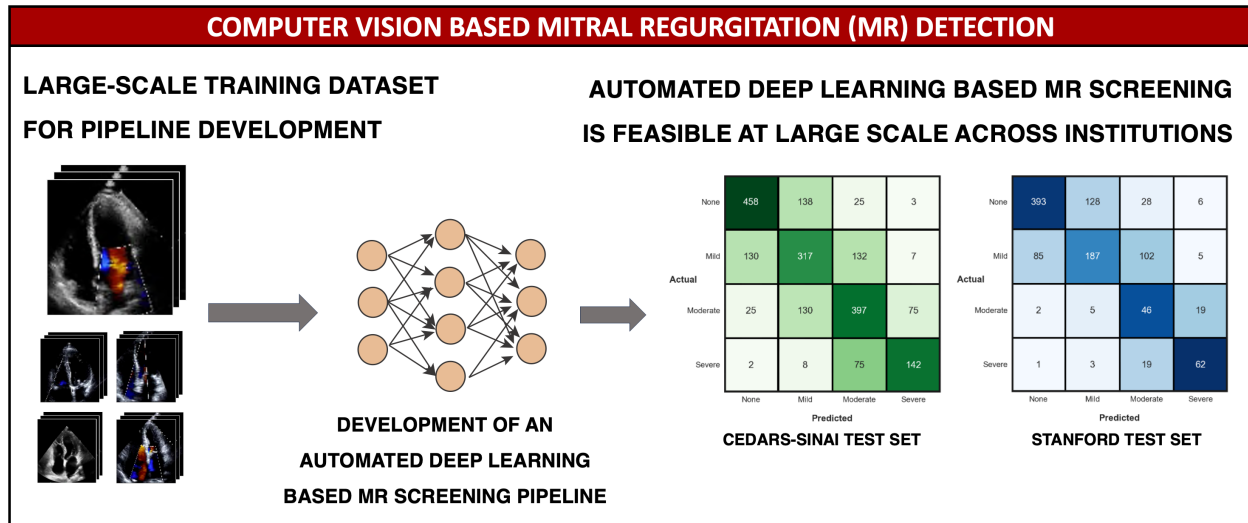 COMPUTER VISION BASED MITRAL REGURGITATION (MR) DETECTION
LARGE-SCALE TRAINING DATASET
FOR PIPELINE DEVELOPMENT
DEVELOPMENT OF AN
AUTOMATED DEEP LEARNING
BASED MR SCREENING PIPELINE
AUTOMATED DEEP LEARNING BASED MR SCREENING
IS FEASIBLE AT LARGE SCALE ACROSS INSTITUTIONS
None 458 138 25 3
Mild 130 317 132 7
Actual
Moderate 25 130 397 75
Severe 2 8 75 142
None Mild Moderate Severe
Predicted
CEDARS-SINAI TEST SET
None 393 128 28 6
Mild 85 187 102 5
Actual
Moderate 2 5 46 19
Severe 1 3 19 62
None Mild Moderate Severe
Predicted
STANFORD TEST SET